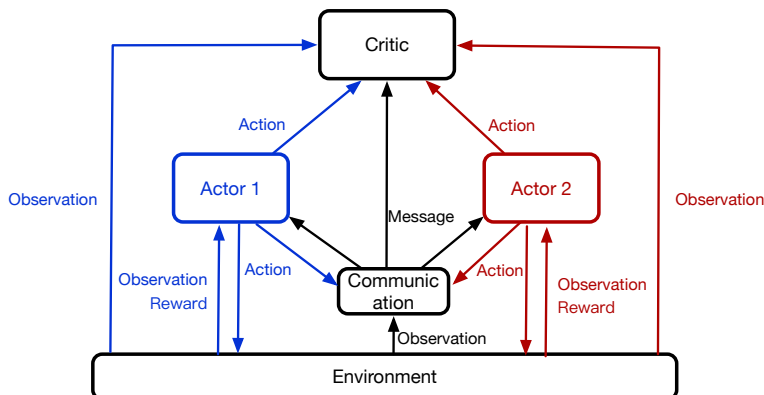 Critic
Action
Action
Actor 1
Actor 2
Observation
Observation
Message
Action
Action
Observation
Reward
Communic
ation
Observation
Reward
Observation
Environment